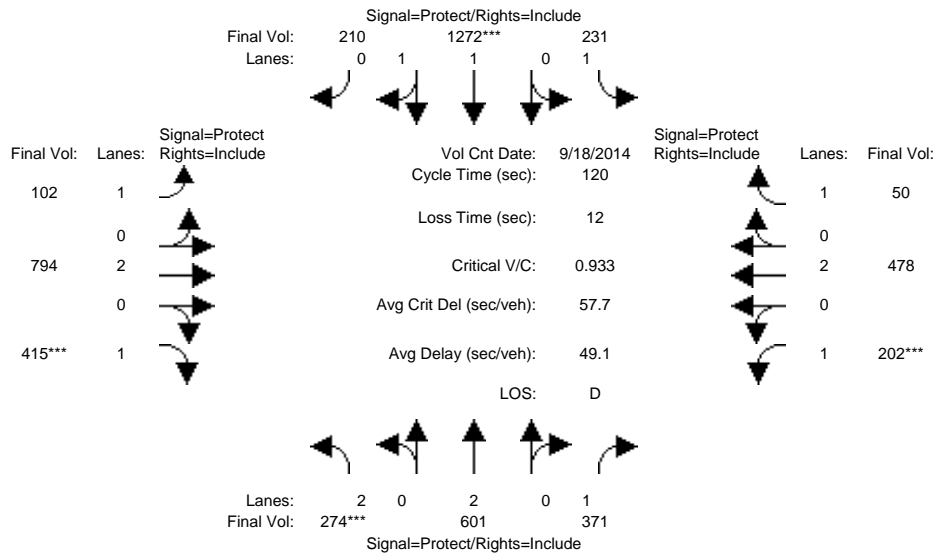 Signal=Protect/Rights=Include
Final Vol: 210 1272*** 231
Lanes: 0 1 1 0 1
Signal=Protect Signal=Protect
Final Vol: Lanes: Rights=Include Vol Cnt Date: 9/18/2014 Rights=Include Lanes: Final Vol:
Cycle Time (sec): 120
102 1 1 50
Loss Time (sec): 12
0 0
794 2 Critical V/C: 0.933 2 478
0 Avg Crit Del (sec/veh): 57.7 0
415*** 1 Avg Delay (sec/veh): 49.1 1 202***
LOS: D
Lanes: 2 0 2 0 1
Final Vol: 274*** 601 371
Signal=Protect/Rights=Include